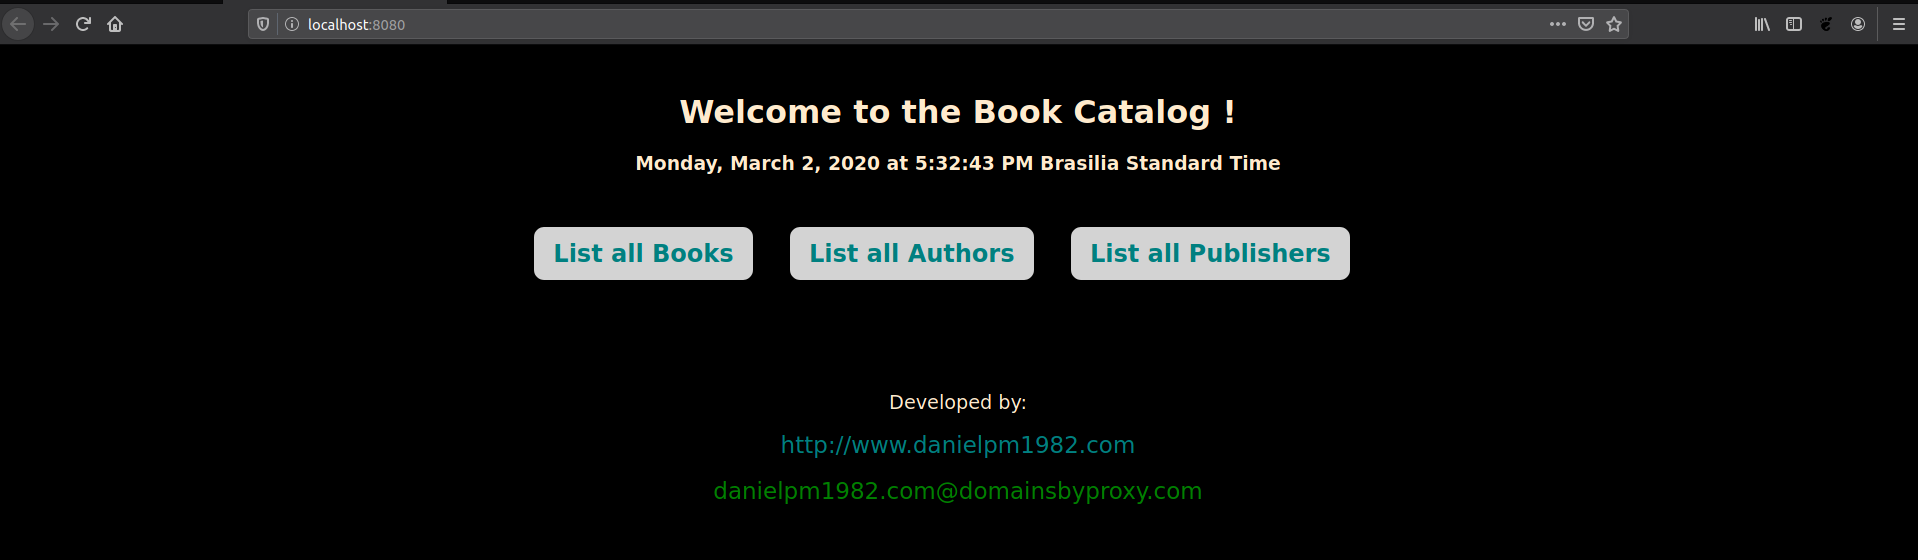 localhost:8080
Welcome to the Book Catalog !
Monday, March 2, 2020 at 5:32:43 PM Brasilia Standard Time
List all Books List all Authors List all Publishers
Developed by:
http://www.danielpm1982.com
danielpm1982.com@domainsbyproxy.com